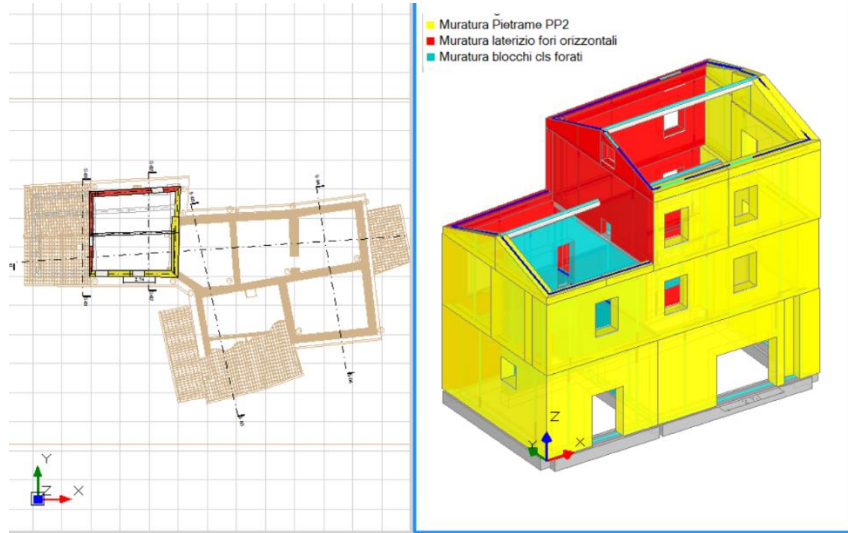 Muratura Pietrame PP2
Muratura laterizio fori orizzontali
Muratura blocchi cls forati
Y
Z
X
Z
Y
X